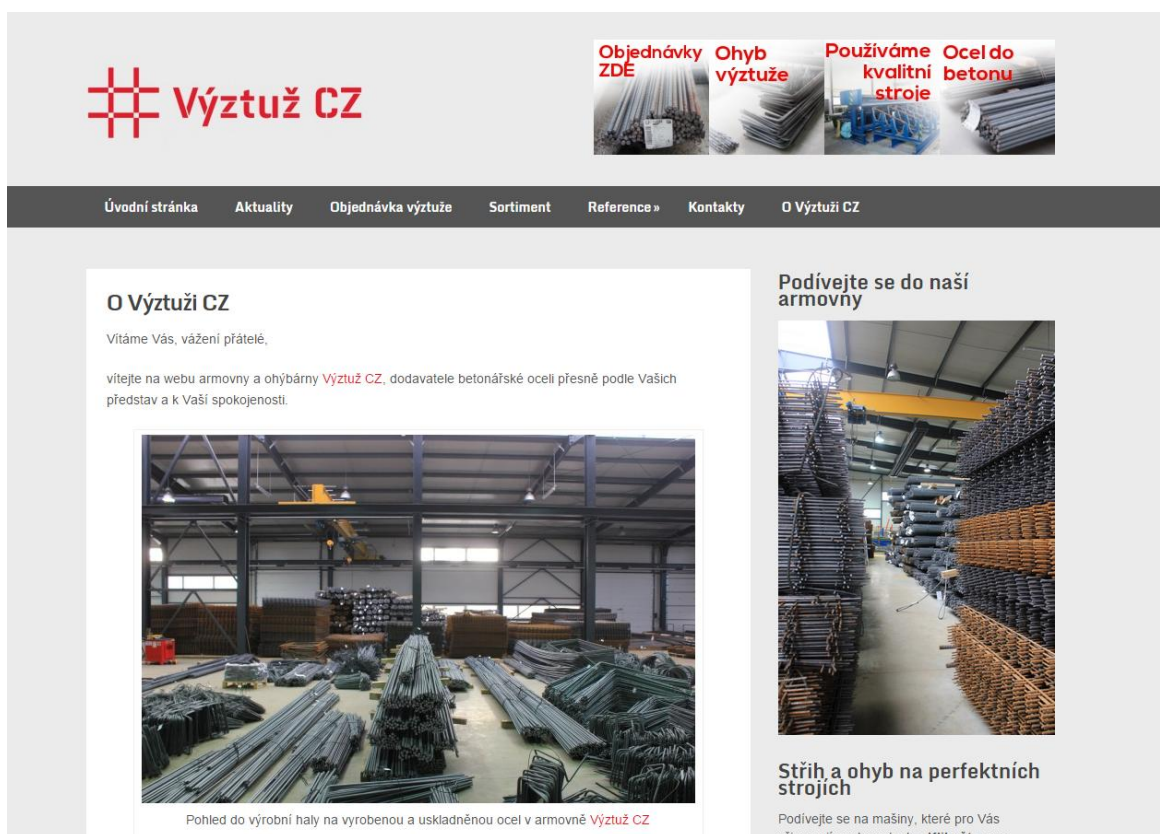 Výztuž CZ
Objednávky
ZDE
Ohyb
výztuže
Používáme
kvalitní
stroje
Ocel do
betonu
Úvodní stránka Aktuality Objednávka výztuže Sortiment Reference » Kontakty O Výztuži CZ
O Výztuži CZ
Vítáme Vás, vážení přátelé,
vítejte na webu armovny a ohýbárny Výztuž CZ, dodavatele betonářské oceli přesně podle Vašich
představ a k Vaší spokojenosti.
Pohled do výrobní haly na vyrobenou a uskladněnou ocel v armovně Výztuž CZ
Podívejte se do naší
armovny
Střih a ohyb na perfektních
strojích
Podívejte se na mašiny, které pro Vás